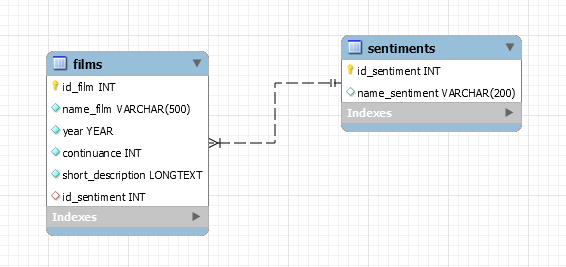 films
id_film INT
name_film VARCHAR(500)
year YEAR
continuance INT
short_description LONGTEXT
id_sentiment INT
Indexes
sentiments
id_sentiment INT
name_sentiment VARCHAR(200)
Indexes